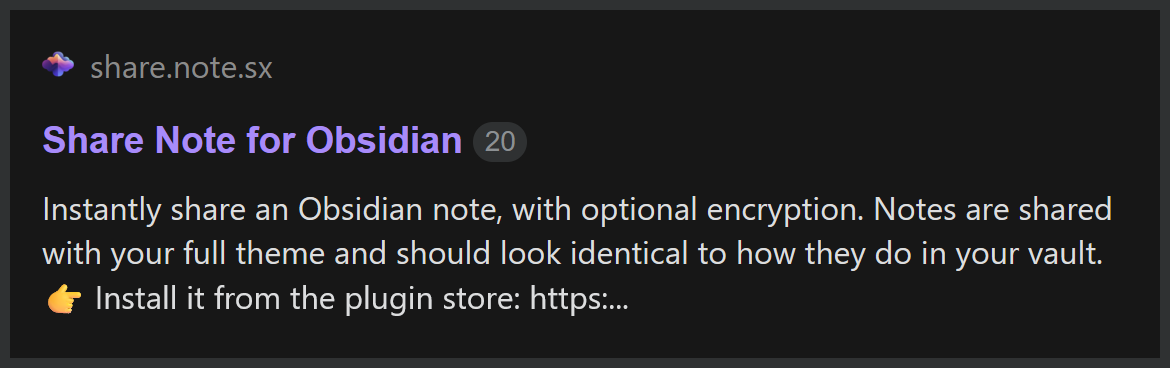 share.note.sx
Share Note for Obsidian 20
Instantly share an Obsidian note, with optional encryption. Notes are shared
with your full theme and should look identical to how they do in your vault.
👉 Install it from the plugin store: https:...